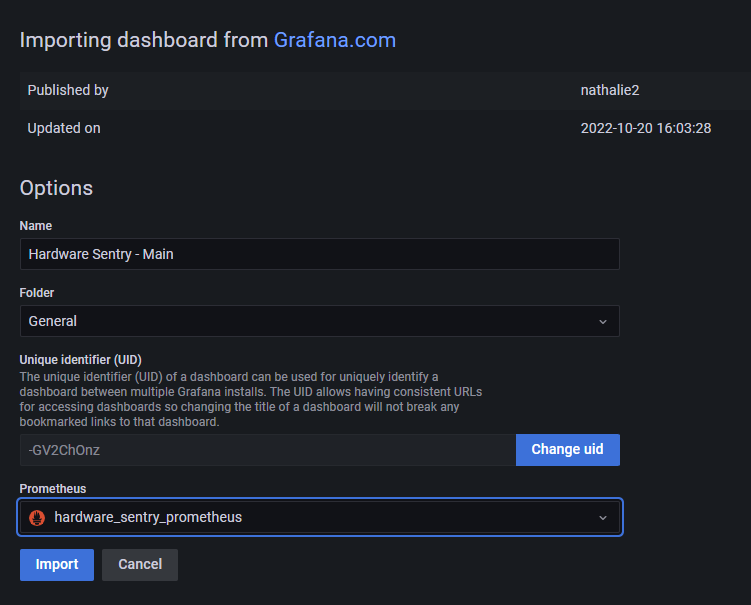 Importing dashboard from Grafana.com
Published by nathalie2
Updated on 2022-10-20 16:03:28
Options
Name
Hardware Sentry - Main
Folder
General
Unique identifier (UID)
The unique identifier (UID) of a dashboard can be used for uniquely identify a
dashboard between multiple Grafana installs. The UID allows having consistent URLs
for accessing dashboards so changing the title of a dashboard will not break any
bookmarked links to that dashboard.
-GV2ChOnz Change uid
Prometheus
hardware_sentry_prometheus
Import Cancel